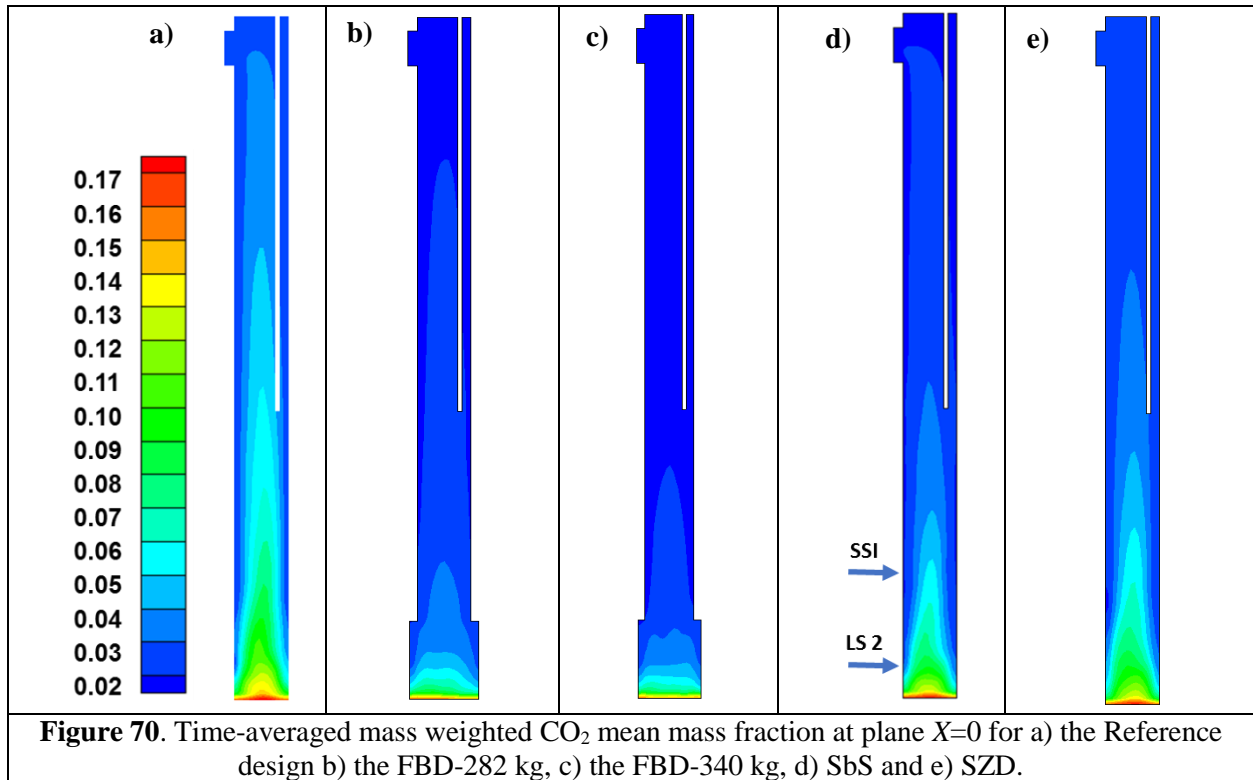 a)
b)
c)
d)
e)
0.17
0.16
0.15
0.14
0.13
0.12
0.11
0.10
0.09
0.08
0.07
0.06
0.05
0.04
0.03
0.02
SSI
LS 2
Figure 70. Time-averaged mass weighted CO₂ mean mass fraction at plane X=0 for a) the Reference
design b) the FBD-282 kg, c) the FBD-340 kg, d) SbS and e) SZD.